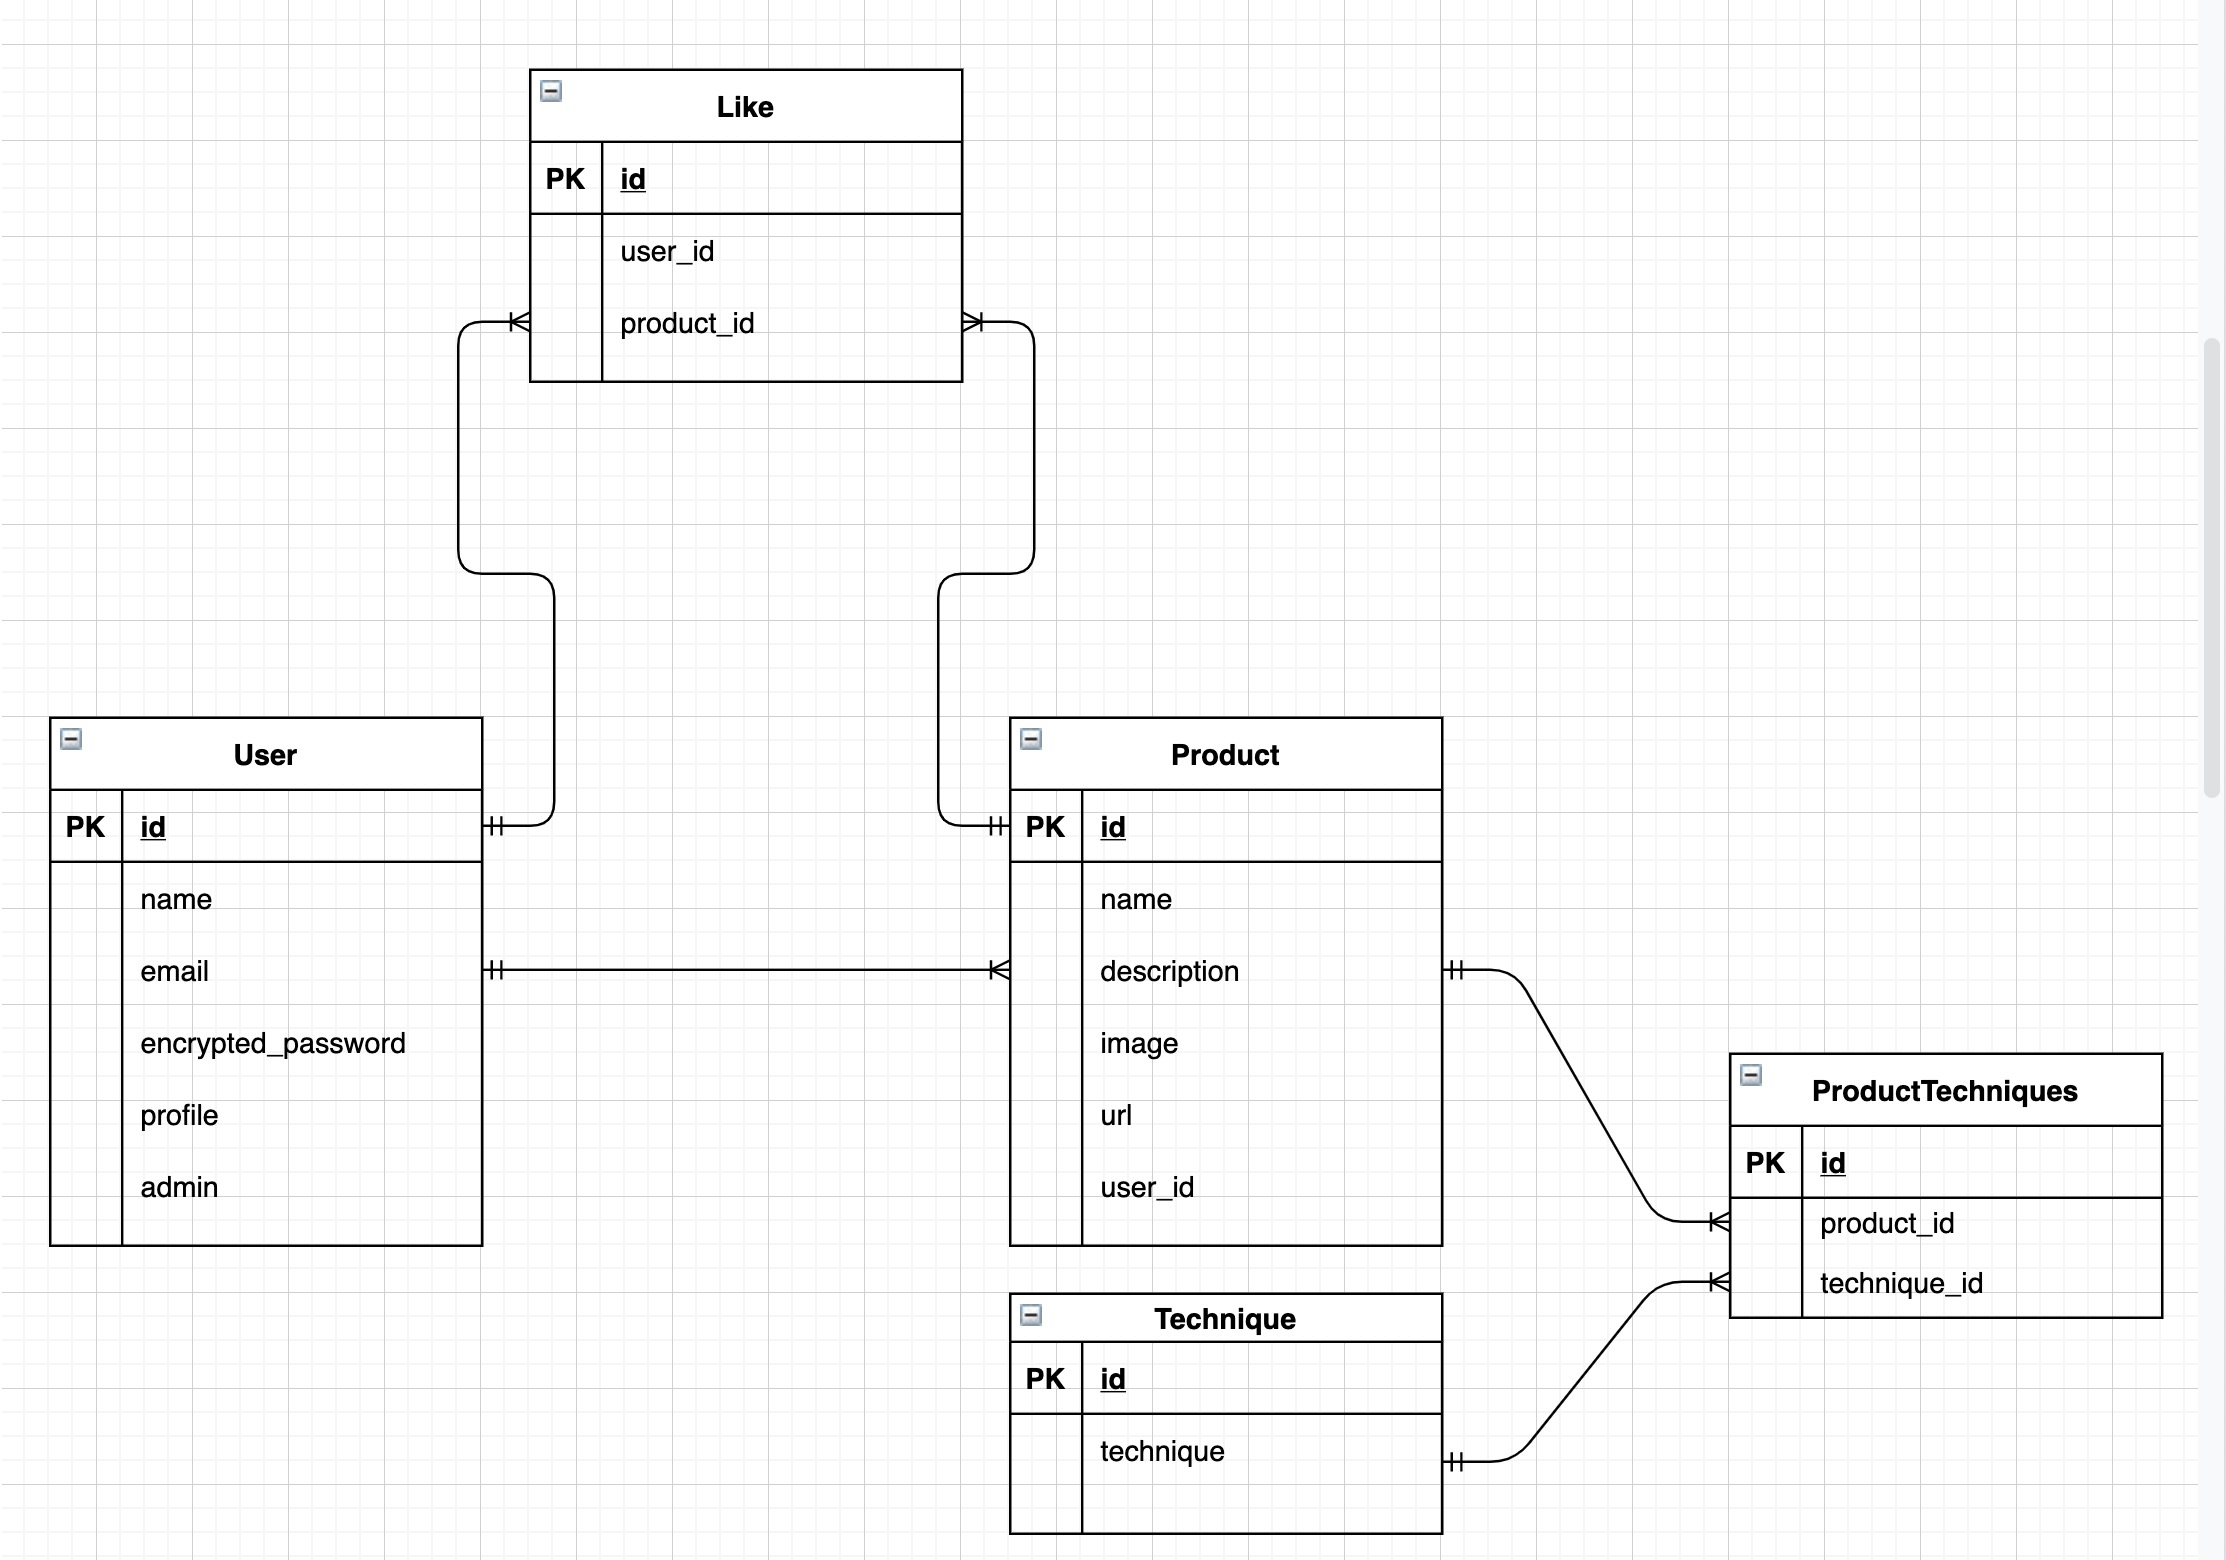 Like
PK id
user_id
product_id
User
PK id
name
email
encrypted_password
profile
admin
Product
PK id
name
description
image
url
user_id
ProductTechniques
PK id
product_id
technique_id
Technique
PK id
technique